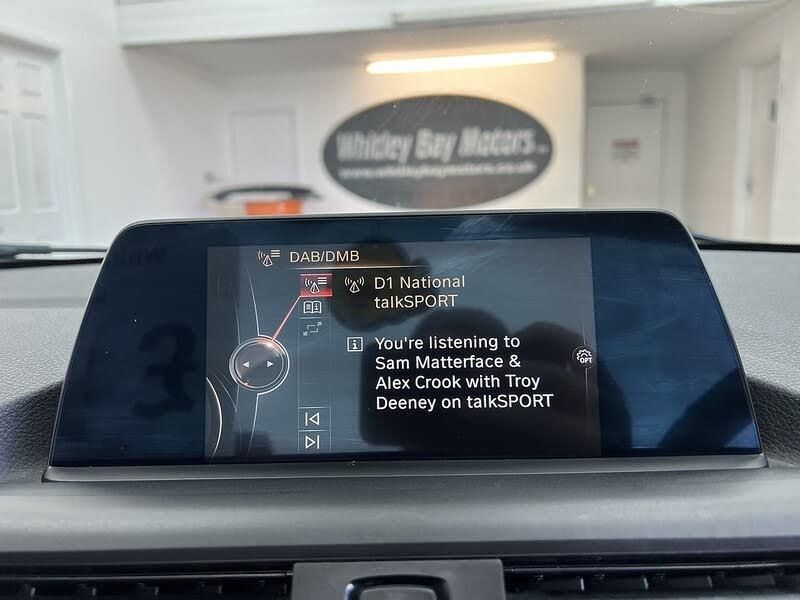 Whitley Bay Motors
www.whitleybaymotors.co.uk
DAB/DMB
D1 National
talkSPORT
You're listening to
Sam Matterface &
Alex Crook with Troy
Deeney on talkSPORT
OPT